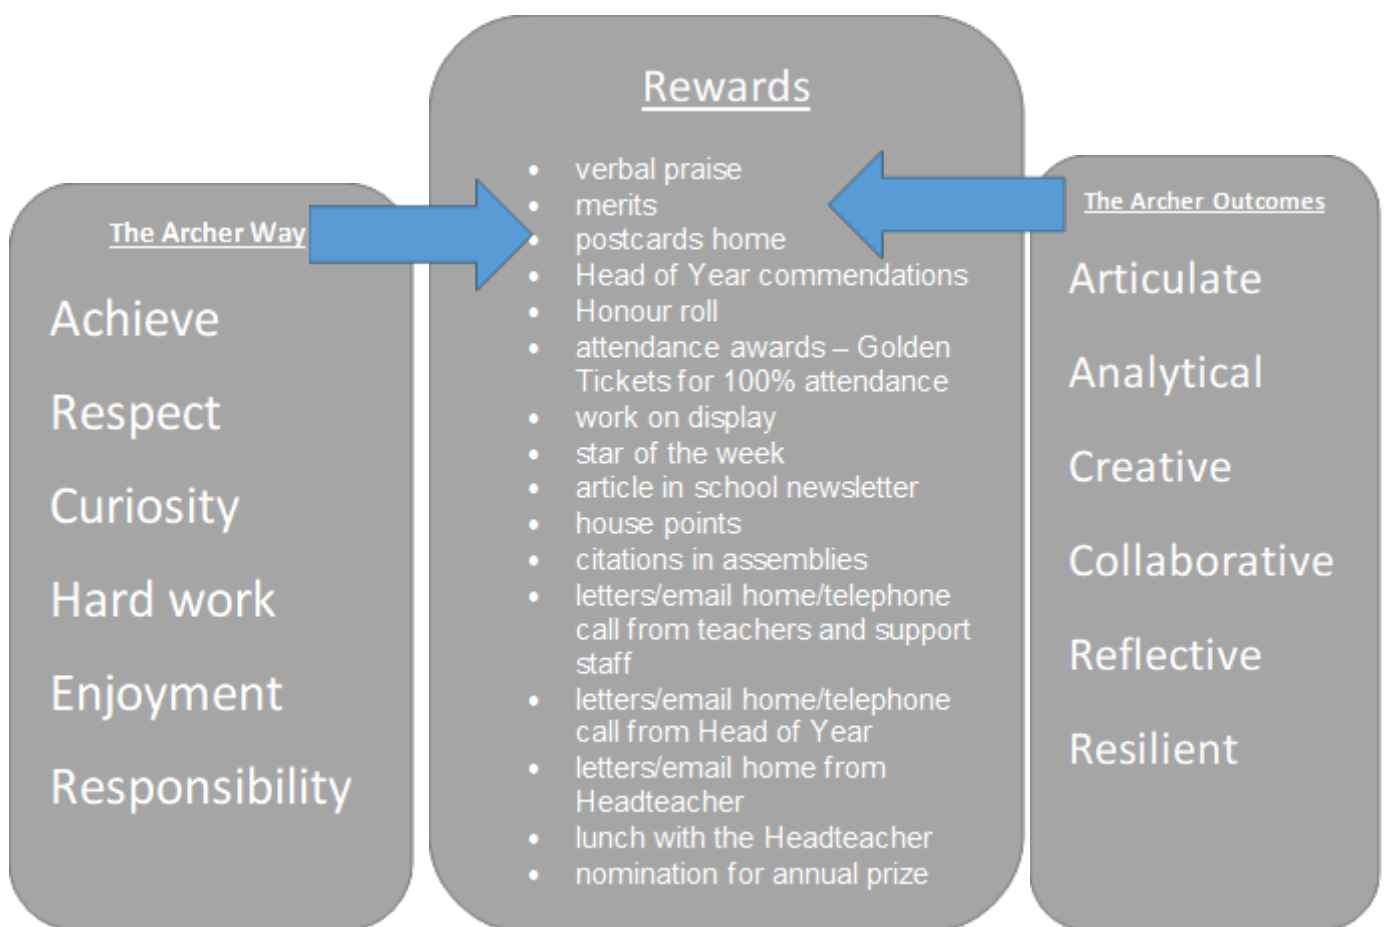 The Archer Way
Achieve
Respect
Curiosity
Hard work
Enjoyment
Responsibility
Rewards
• verbal praise
• merits
• postcards home
• Head of Year commendations
• Honour roll
• attendance awards – Golden
Tickets for 100% attendance
• work on display
• star of the week
• article in school newsletter
• house points
• citations in assemblies
• letters/email home/telephone
call from teachers and support
staff
• letters/email home/telephone
call from Head of Year
• letters/email home from
Headteacher
• lunch with the Headteacher
• nomination for annual prize
The Archer Outcomes
Articulate
Analytical
Creative
Collaborative
Reflective
Resilient